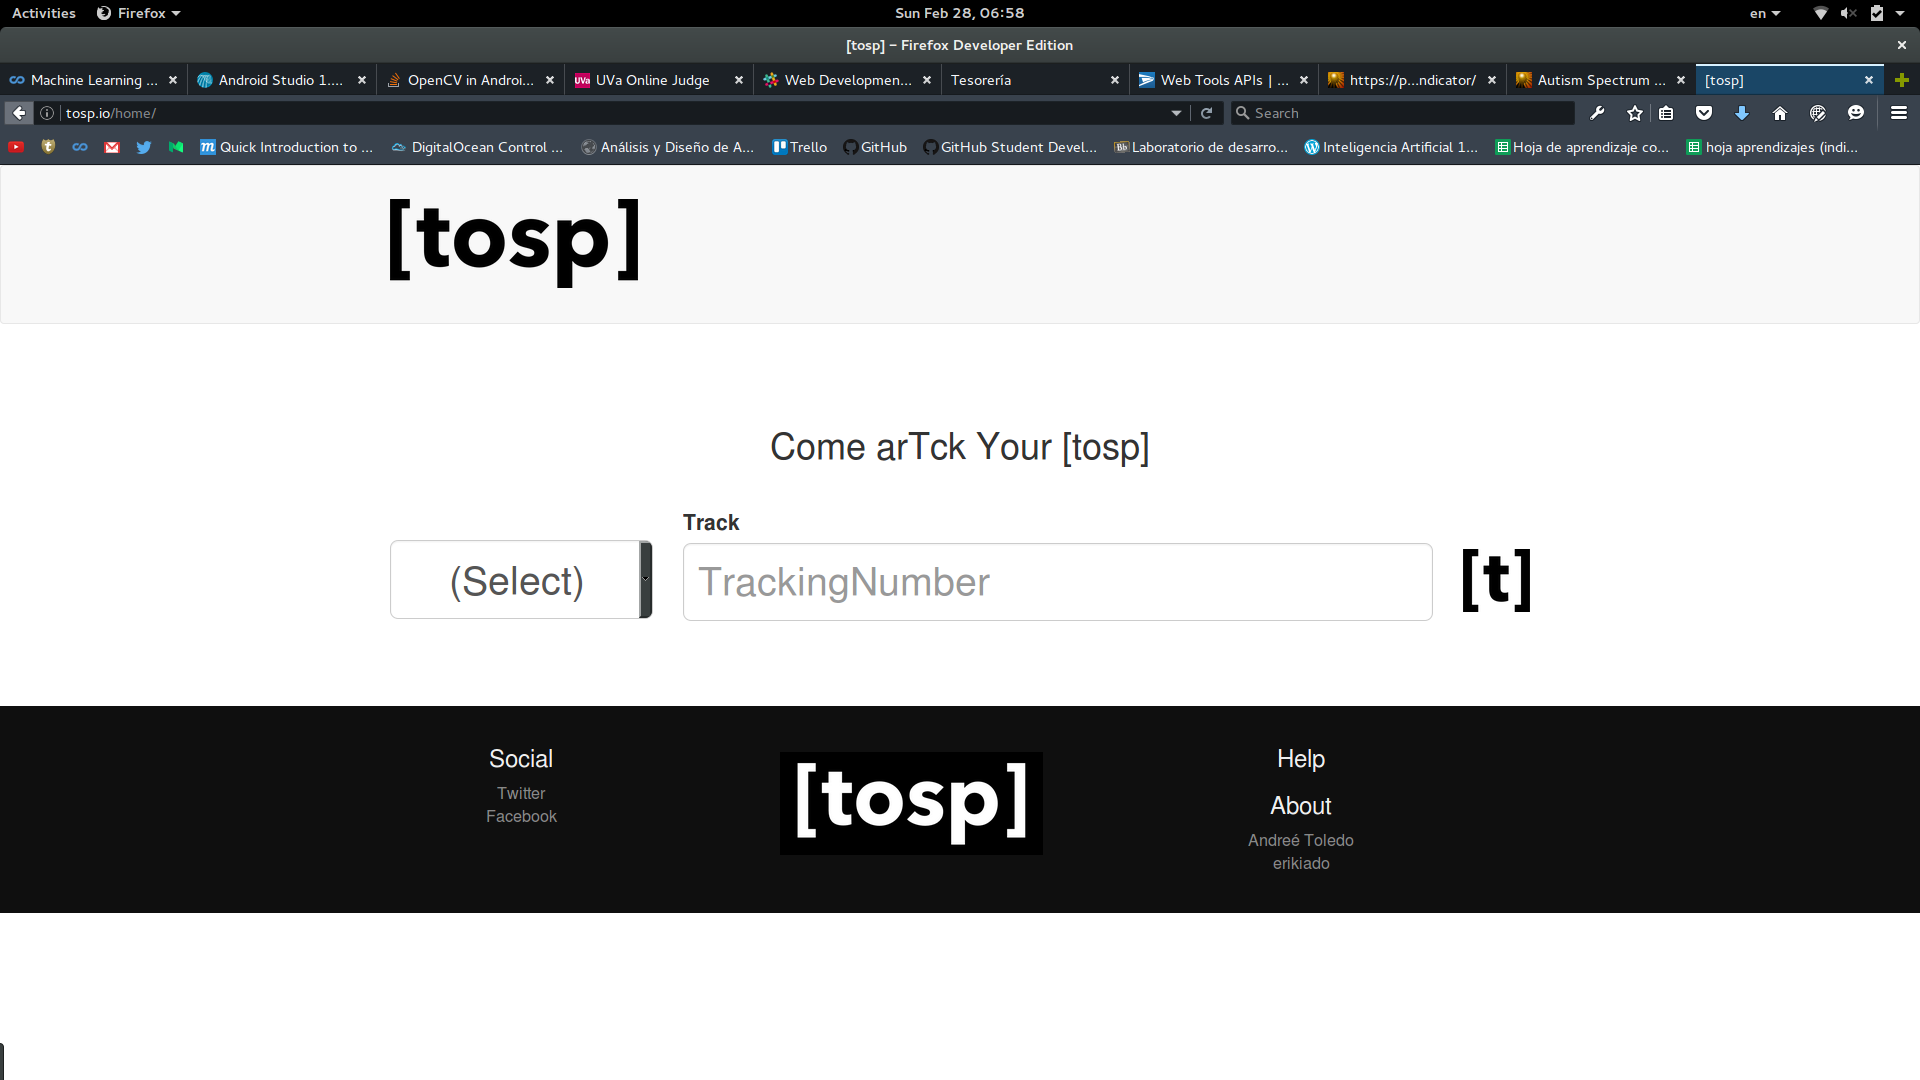 Activities Firefox Sun Feb 28, 06:58 en
[tosp] - Firefox Developer Edition
Machine Learning ... Android Studio 1.... OpenCV in Androi... UVa UVa Online Judge Web Developmen... Tesorería Web Tools APIs | ... https://p...ndicator/ Autism Spectrum ... [tosp]
tosp.io/home/ Search
Quick Introduction to ... DigitalOcean Control ... Análisis y Diseño de A... Trello GitHub GitHub Student Devel... Bb Laboratorio de desarro... Inteligencia Artificial 1... Hoja de aprendizaje co... hoja aprendizajes (indi...
[tosp]
Come arTck Your [tosp]
Track
(Select) TrackingNumber [t]
Social
Twitter
Facebook
[tosp]
Help
About
Andreé Toledo
erikiado